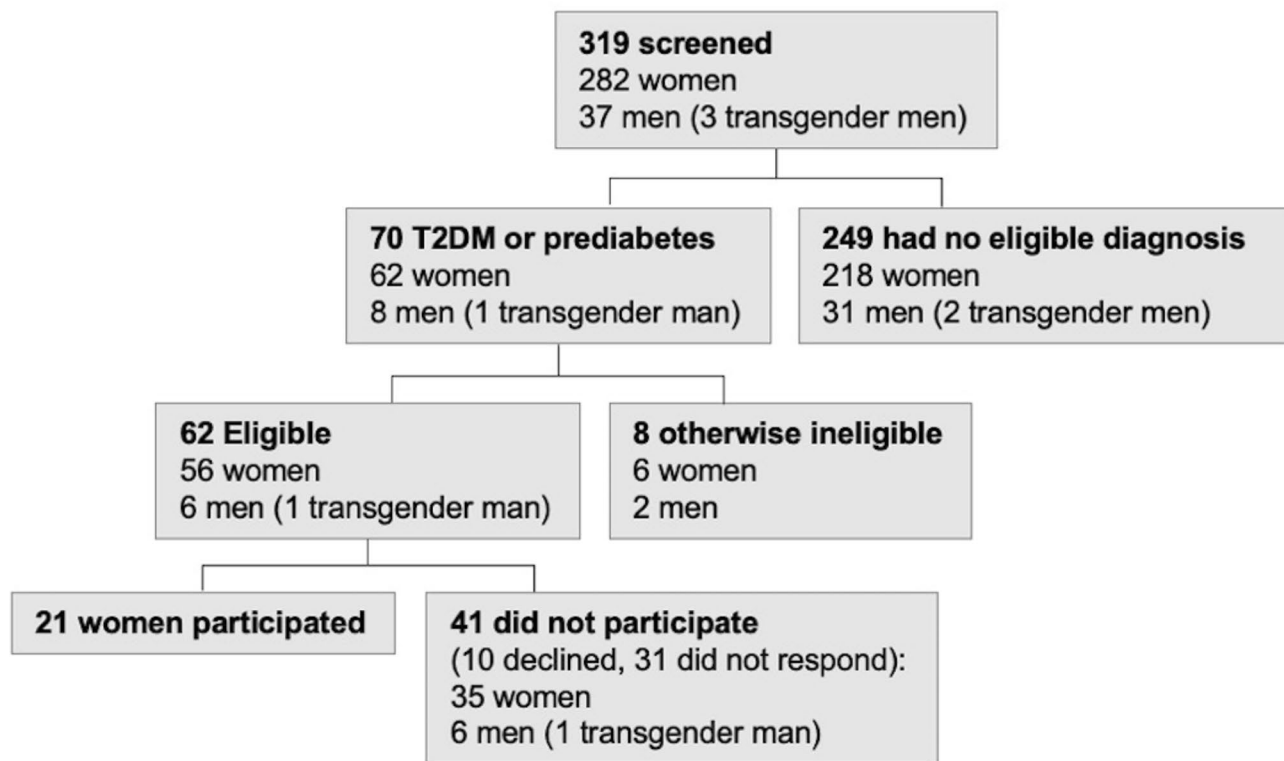 319 screened
282 women
37 men (3 transgender men)
70 T2DM or prediabetes
62 women
8 men (1 transgender man)
249 had no eligible diagnosis
218 women
31 men (2 transgender men)
62 Eligible
56 women
6 men (1 transgender man)
8 otherwise ineligible
6 women
2 men
21 women participated
41 did not participate
(10 declined, 31 did not respond):
35 women
6 men (1 transgender man)